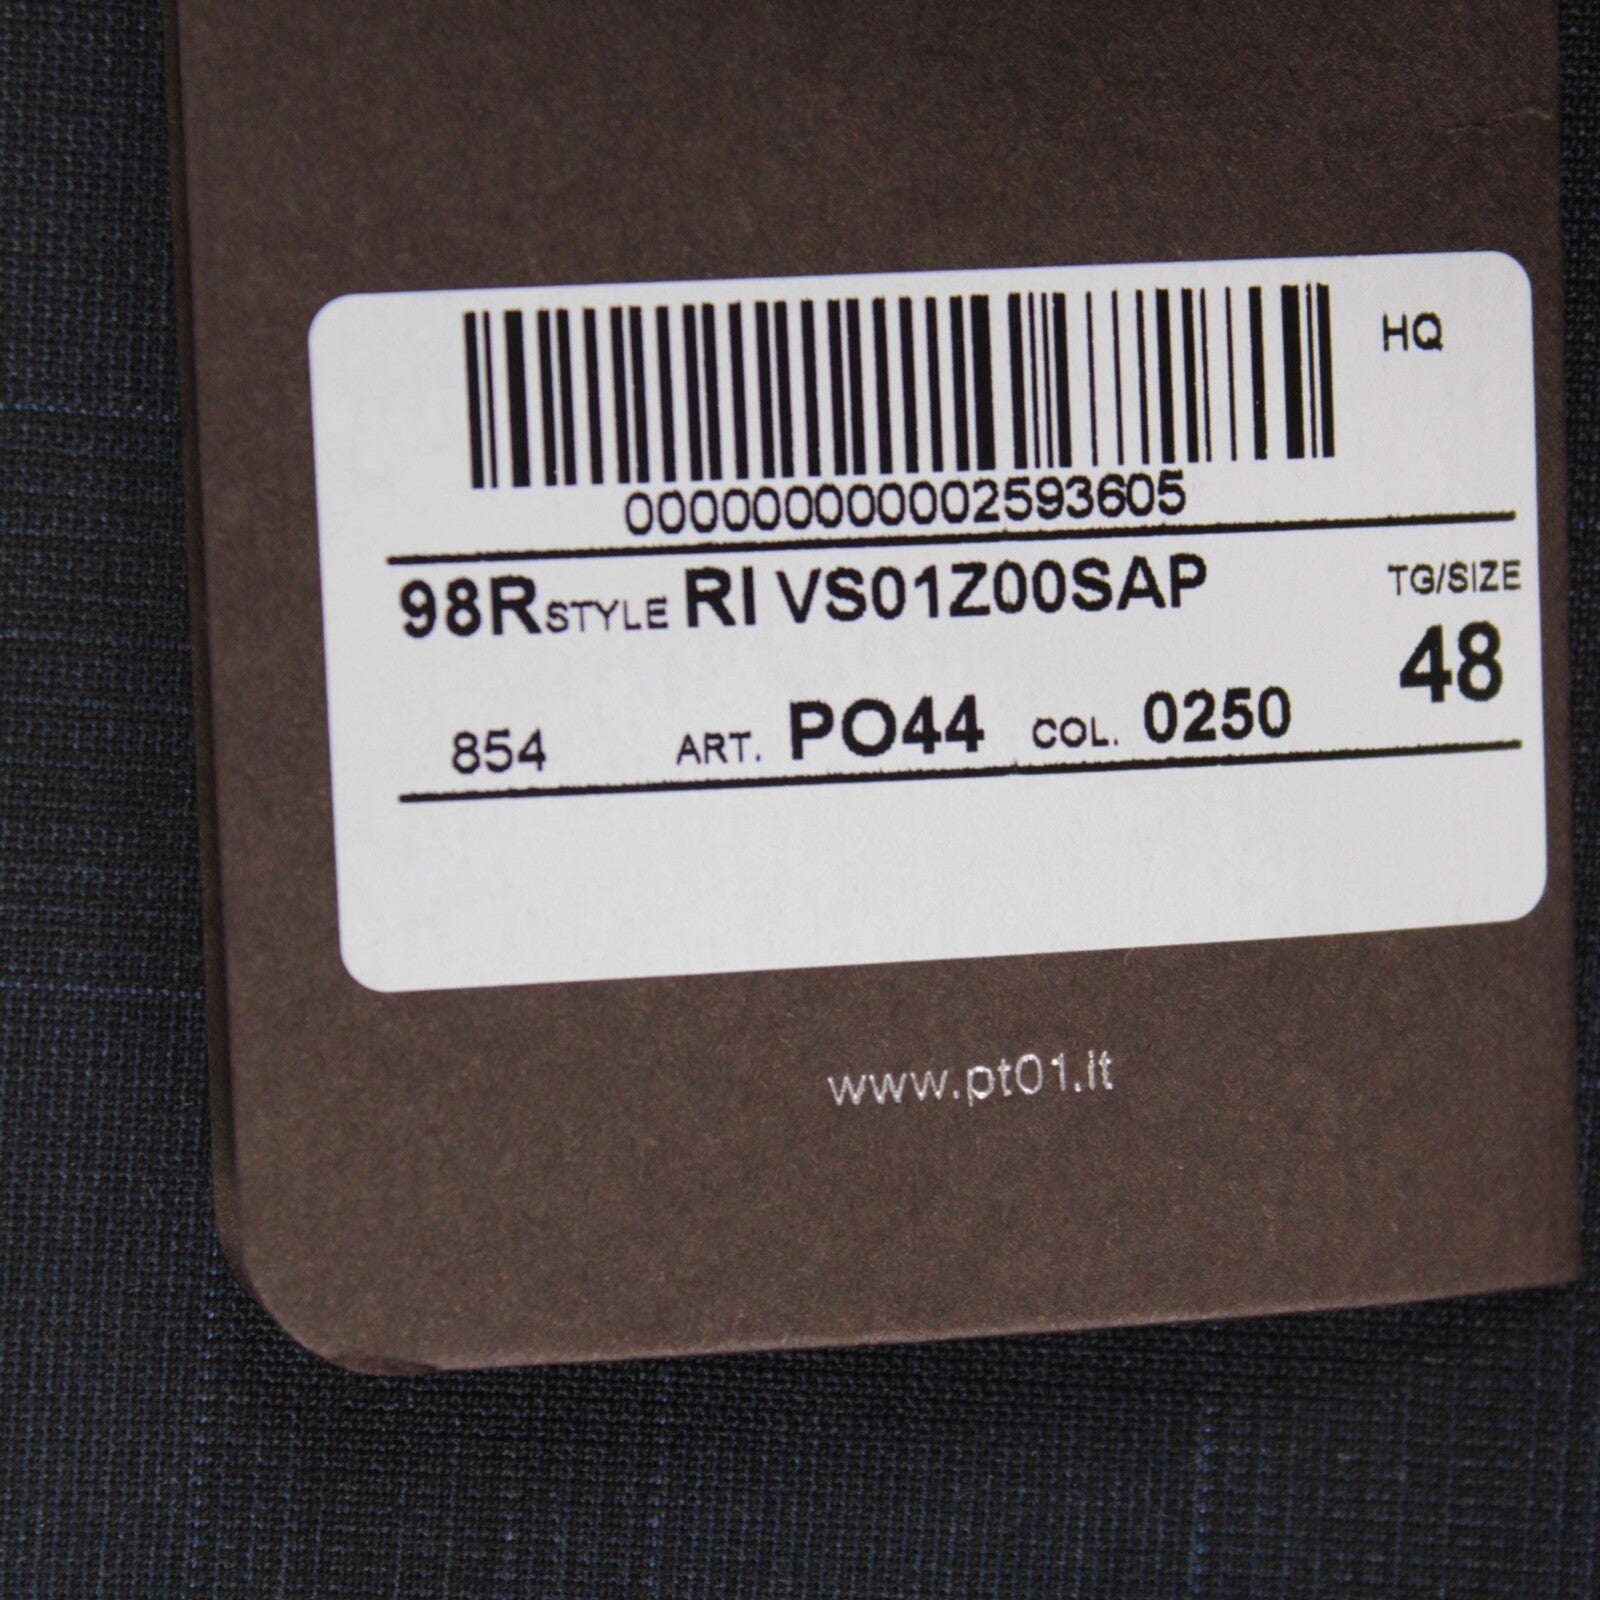 HQ
000000000002593605
98R STYLE RI VS01Z00SAP TG/SIZE
48
854 ART. PO44 COL. 0250
www.pt01.it